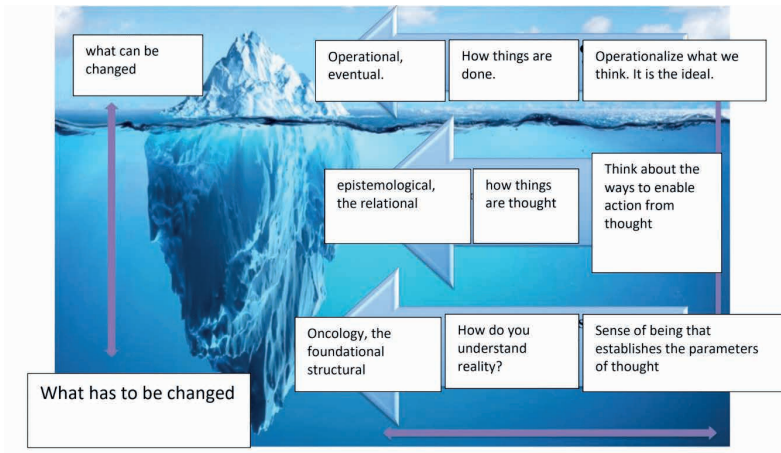 what can be
changed
Operational,
eventual.
How things are
done.
Operationalize what we
think. It is the ideal.
epistemological,
the relational
how things
are thought
Think about the
ways to enable
action from
thought
Oncology, the
foundational
structural
How do you
understand
reality?
Sense of being that
establishes the parameters
of thought
What has to be changed